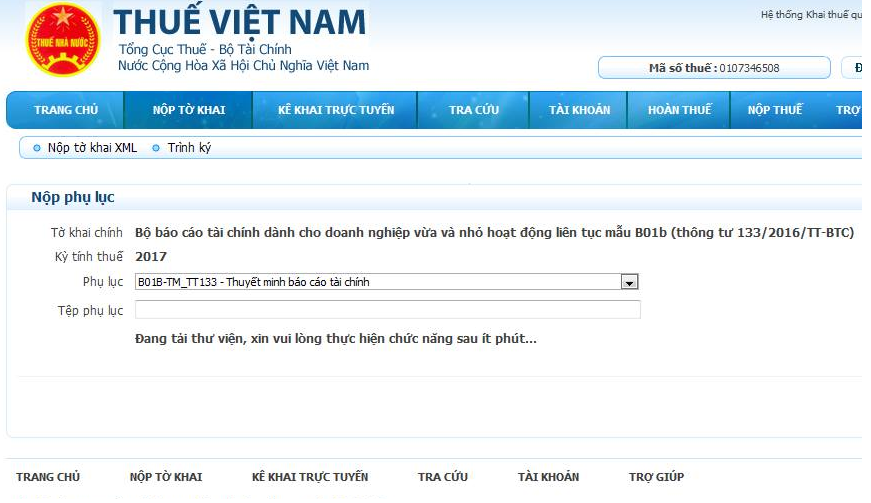 THUẾ NHÀ NƯỚC
THUẾ VIỆT NAM
Tổng Cục Thuế - Bộ Tài Chính
Nước Cộng Hòa Xã Hội Chủ Nghĩa Việt Nam
Hệ thống Khai thuế qu
Mã số thuế : 0107346508
Đ
TRANG CHỦ NỘP TỜ KHAI KÊ KHAI TRỰC TUYẾN TRA CỨU TÀI KHOẢN HOÀN THUẾ NỘP THUẾ TRỢ
Nộp tờ khai XML Trình ký
Nộp phụ lục
Tờ khai chính Bộ báo cáo tài chính dành cho doanh nghiệp vừa và nhỏ hoạt động liên tục mẫu B01b (thông tư 133/2016/TT-BTC)
Kỳ tính thuế 2017
Phụ lục B01B-TM_TT133 - Thuyết minh báo cáo tài chính
Tệp phụ lục
Đang tải thư viện, xin vui lòng thực hiện chức năng sau ít phút...
TRANG CHỦ NỘP TỜ KHAI KÊ KHAI TRỰC TUYẾN TRA CỨU TÀI KHOẢN TRỢ GIÚP